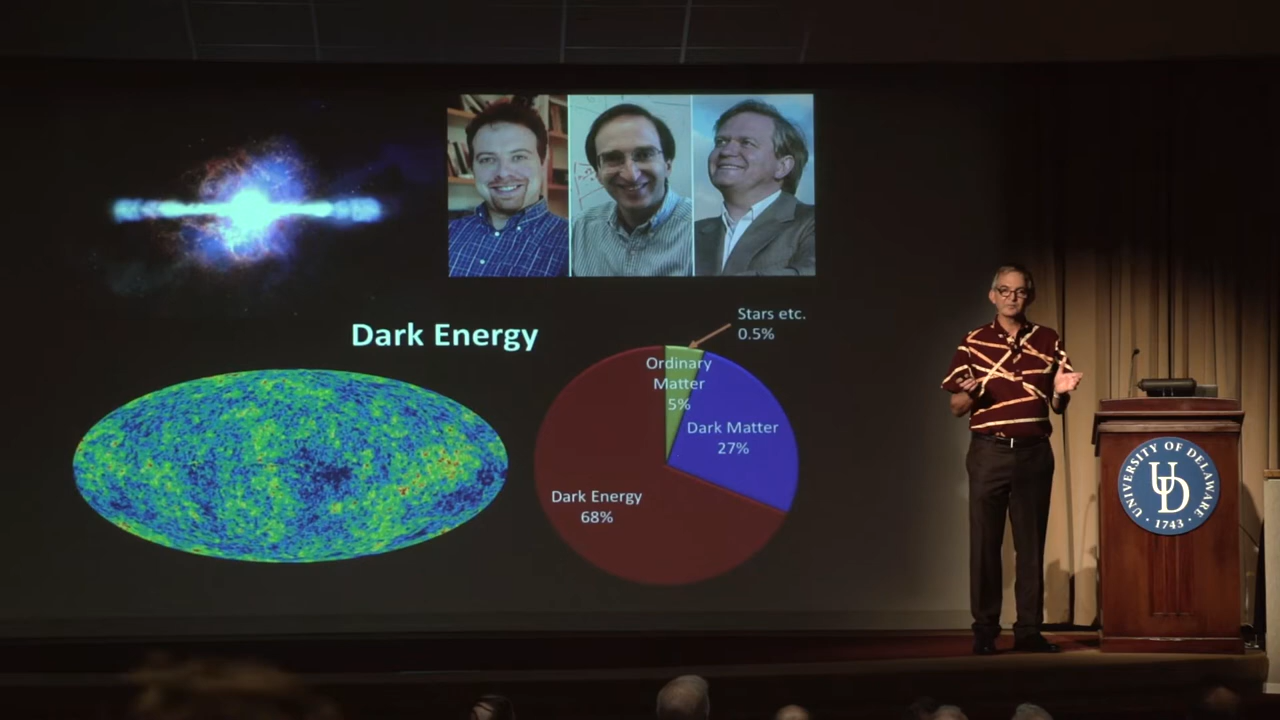 Dark Energy
Stars etc.
0.5%
Ordinary
Matter
5%
Dark Matter
27%
Dark Energy
68%
UNIVERSITY OF DELAWARE
UD
· 1743 ·